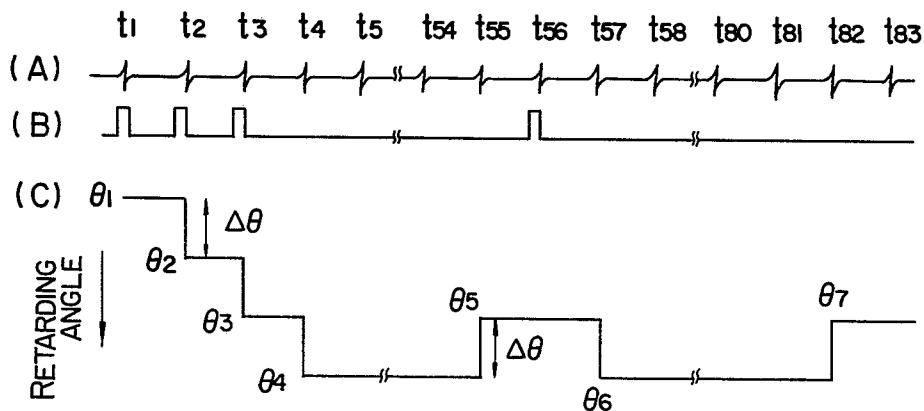 t1 t2 t3 t4 t5 t54 t55 t56 t57 t58 t80 t81 t82 t83
(A)
(B)
(C) θ1
Δθ
θ2
θ3 θ5 θ7
Δθ
θ4 θ6
RETARDING
ANGLE